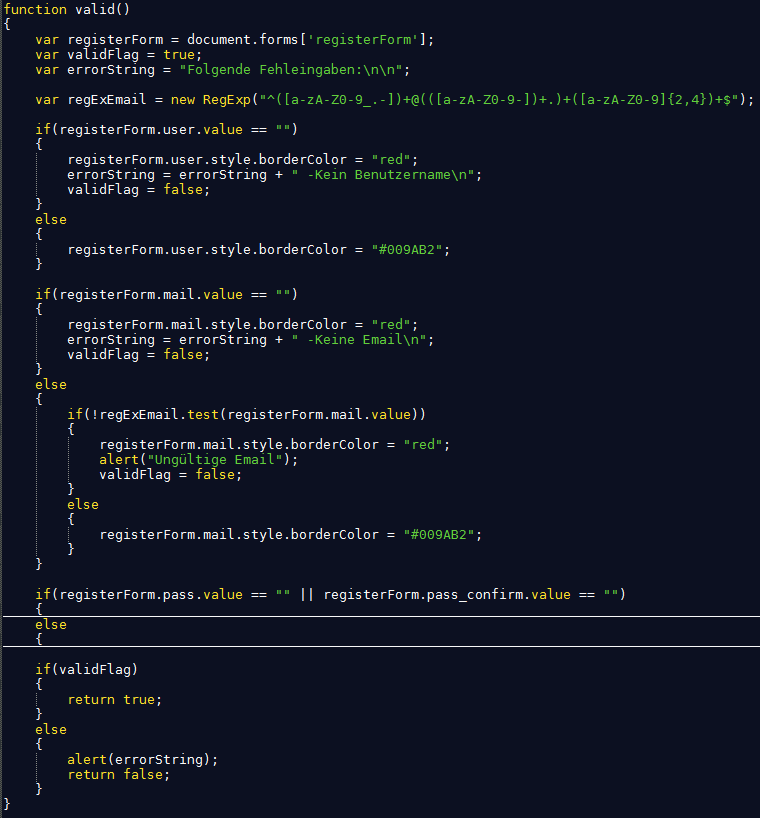 function valid()
{
    var registerForm = document.forms['registerForm'];
    var validFlag = true;
    var errorString = "Folgende Fehleingaben:\n\n";

    var regExEmail = new RegExp("^([a-zA-Z0-9_.-])+@(([a-zA-Z0-9-])+.)+([a-zA-Z0-9]{2,4})+$");

    if(registerForm.user.value == "")
    {
        registerForm.user.style.borderColor = "red";
        errorString = errorString + " -Kein Benutzername\n";
        validFlag = false;
    }
    else
    {
        registerForm.user.style.borderColor = "#009AB2";
    }

    if(registerForm.mail.value == "")
    {
        registerForm.mail.style.borderColor = "red";
        errorString = errorString + " -Keine Email\n";
        validFlag = false;
    }
    else
    {
        if(!regExEmail.test(registerForm.mail.value))
        {
            registerForm.mail.style.borderColor = "red";
            alert("Ungültige Email");
            validFlag = false;
        }
        else
        {
            registerForm.mail.style.borderColor = "#009AB2";
        }
    }

    if(registerForm.pass.value == "" || registerForm.pass_confirm.value == "")
    {
    else
    {

    if(validFlag)
    {
        return true;
    }
    else
    {
        alert(errorString);
        return false;
    }
}